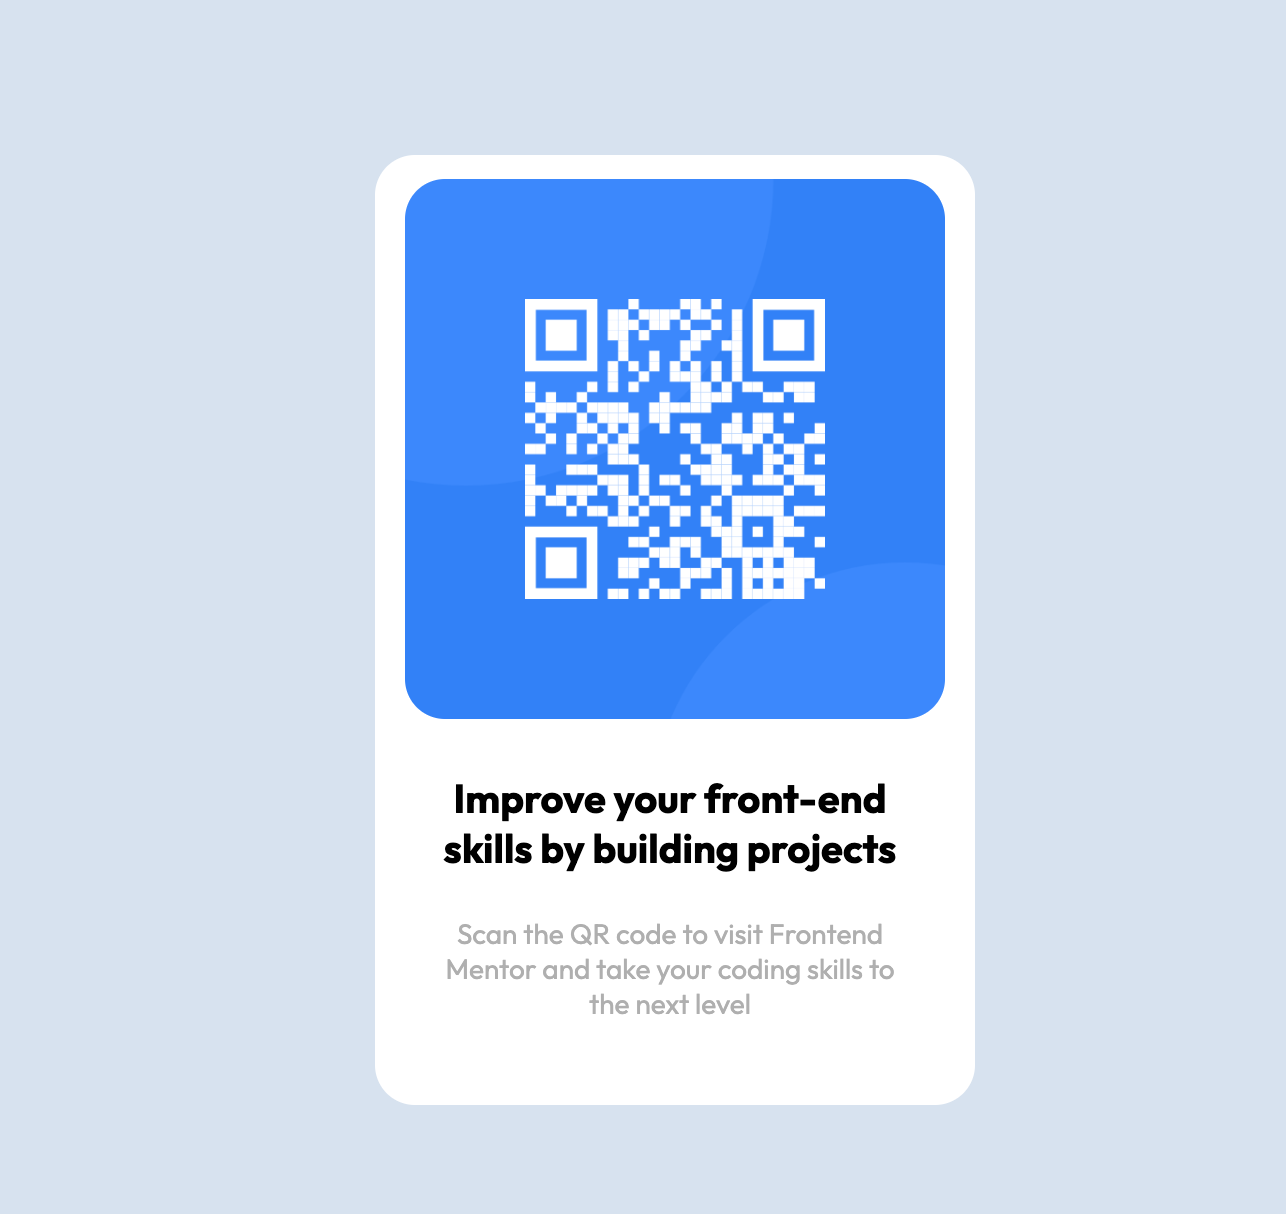 Improve your front-end
skills by building projects
Scan the QR code to visit Frontend
Mentor and take your coding skills to
the next level